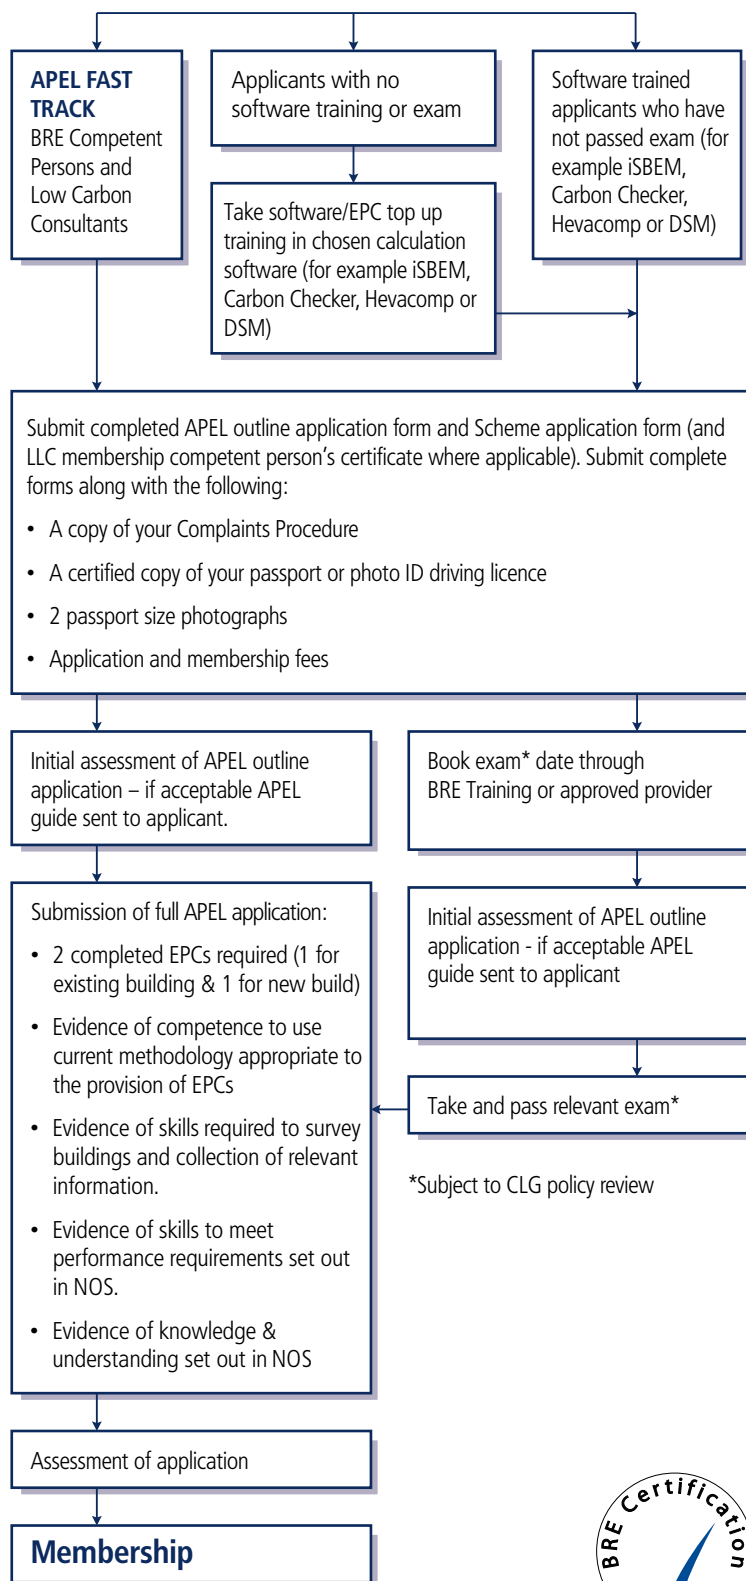 APEL FAST
TRACK
BRE Competent
Persons and
Low Carbon
Consultants
Applicants with no
software training or exam
Take software/EPC top up
training in chosen calculation
software (for example iSBEM,
Carbon Checker, Hevacomp or
DSM)
Software trained
applicants who have
not passed exam (for
example iSBEM,
Carbon Checker,
Hevacomp or DSM)
Submit completed APEL outline application form and Scheme application form (and
LLC membership competent person's certificate where applicable). Submit complete
forms along with the following:
• A copy of your Complaints Procedure
• A certified copy of your passport or photo ID driving licence
• 2 passport size photographs
• Application and membership fees
Initial assessment of APEL outline
application – if acceptable APEL
guide sent to applicant.
Book exam* date through
BRE Training or approved provider
Initial assessment of APEL outline
application - if acceptable APEL
guide sent to applicant
Take and pass relevant exam*
*Subject to CLG policy review
Submission of full APEL application:
• 2 completed EPCs required (1 for
existing building & 1 for new build)
• Evidence of competence to use
current methodology appropriate to
the provision of EPCs
• Evidence of skills required to survey
buildings and collection of relevant
information.
• Evidence of skills to meet
performance requirements set out
in NOS.
• Evidence of knowledge &
understanding set out in NOS
Assessment of application
Membership
BRE Certification